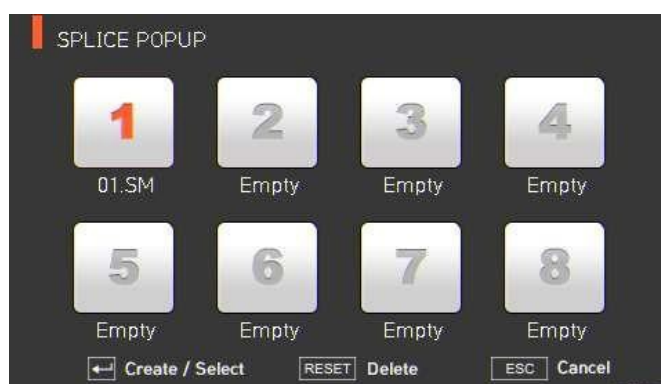 SPLICE POPUP
1 2 3 4
01.SM Empty Empty Empty
5 6 7 8
Empty Empty Empty Empty
Create / Select RESET Delete ESC Cancel